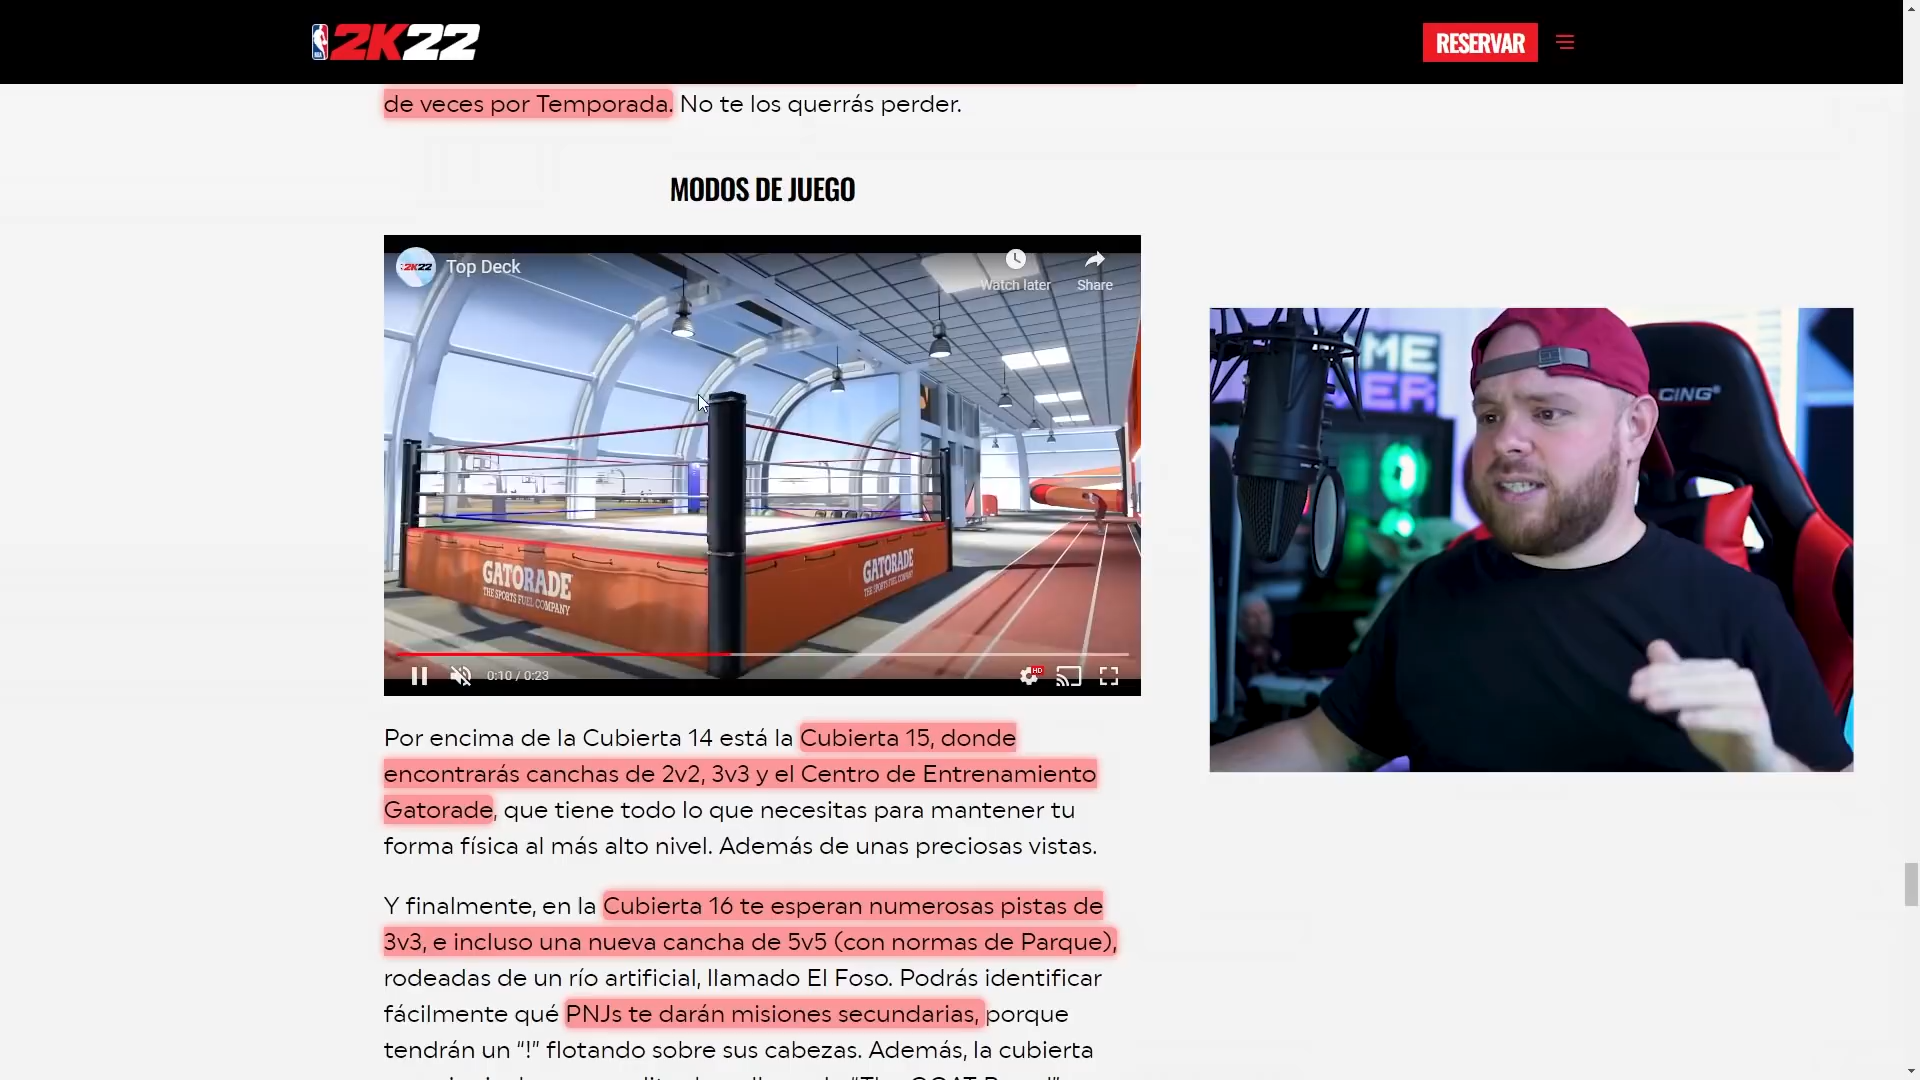 2K22
RESERVAR
de veces por Temporada. No te los querrás perder.
MODOS DE JUEGO
2K22
Top Deck
Watch later
Share
GATORADE
THE SPORTS FUEL COMPANY
GATORADE
THE SPORTS FUEL COMPANY
0:10 / 0:23
HD
CING
Por encima de la Cubierta 14 está la Cubierta 15, donde
encontrarás canchas de 2v2, 3v3 y el Centro de Entrenamiento
Gatorade, que tiene todo lo que necesitas para mantener tu
forma física al más alto nivel. Además de unas preciosas vistas.
Y finalmente, en la Cubierta 16 te esperan numerosas pistas de
3v3, e incluso una nueva cancha de 5v5 (con normas de Parque),
rodeadas de un río artificial, llamado El Foso. Podrás identificar
fácilmente qué PNJs te darán misiones secundarias, porque
tendrán un “!” flotando sobre sus cabezas. Además, la cubierta